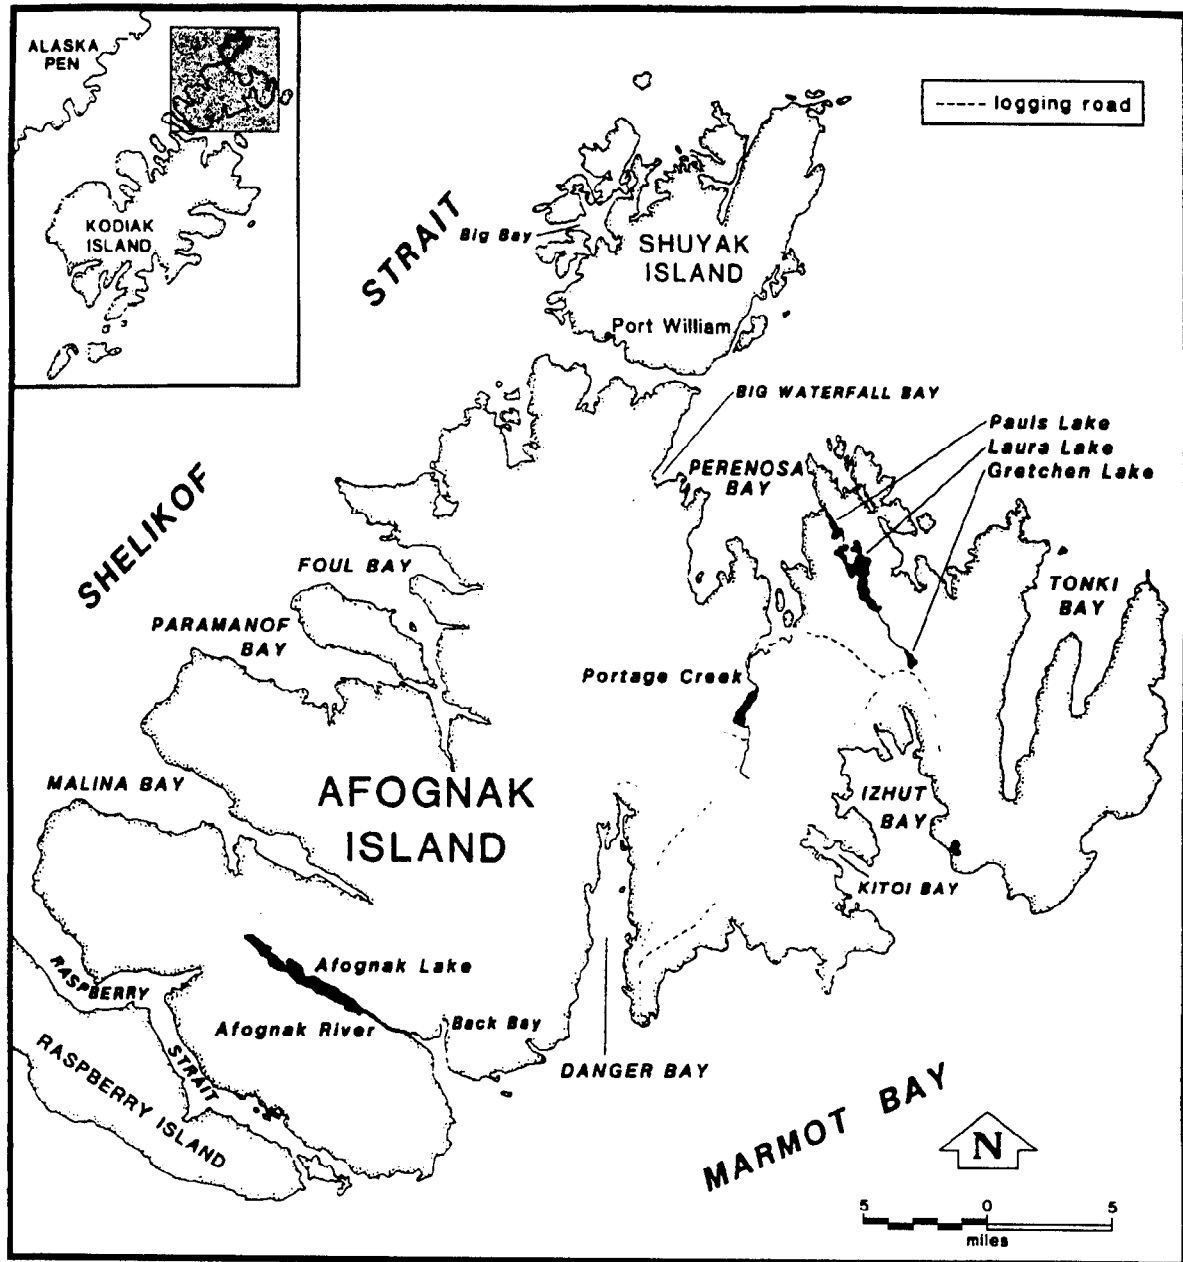 ALASKA
PEN
KODIAK
ISLAND
----- logging road
STRAIT
Big Bay
SHUYAK
ISLAND
Port William
BIG WATERFALL BAY
Pauls Lake
Laura Lake
Gretchen Lake
PERENOSA
BAY
SHELIKOF
FOUL BAY
TONKI
BAY
PARAMANOF
BAY
Portage Creek
MALINA BAY
AFOGNAK
ISLAND
IZHUT
BAY
KITOI BAY
Afognak Lake
RASPBERRY
STRAIT
Afognak River
Back Bay
RASPBERRY ISLAND
DANGER BAY
MARMOT BAY
N
5 0 5
miles